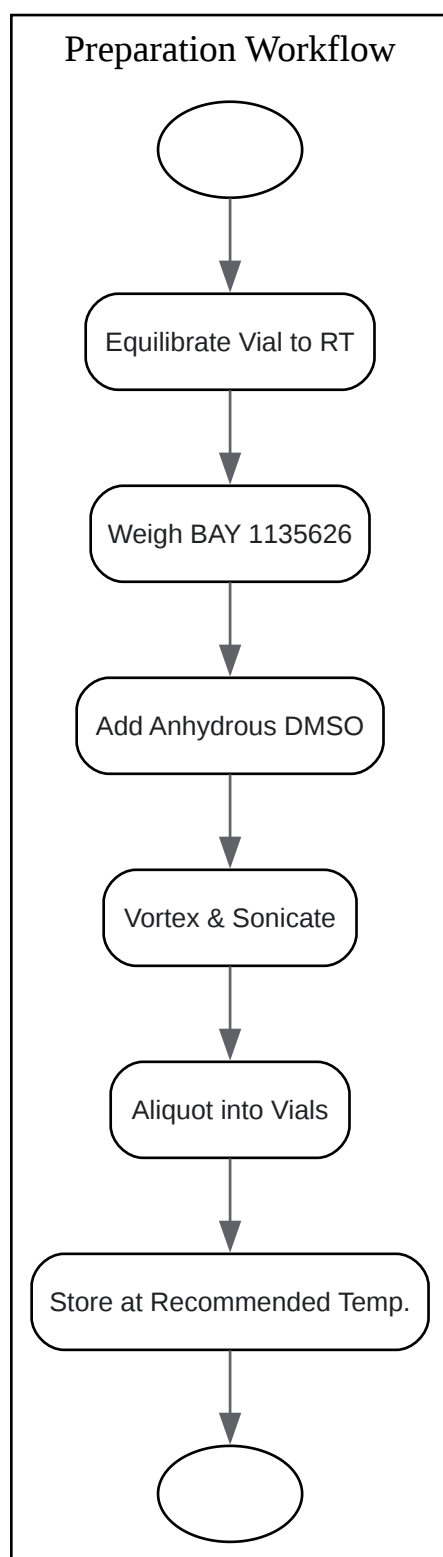 Preparation Workflow
Equilibrate Vial to RT
Weigh BAY 1135626
Add Anhydrous DMSO
Vortex & Sonicate
Aliquot into Vials
Store at Recommended Temp.